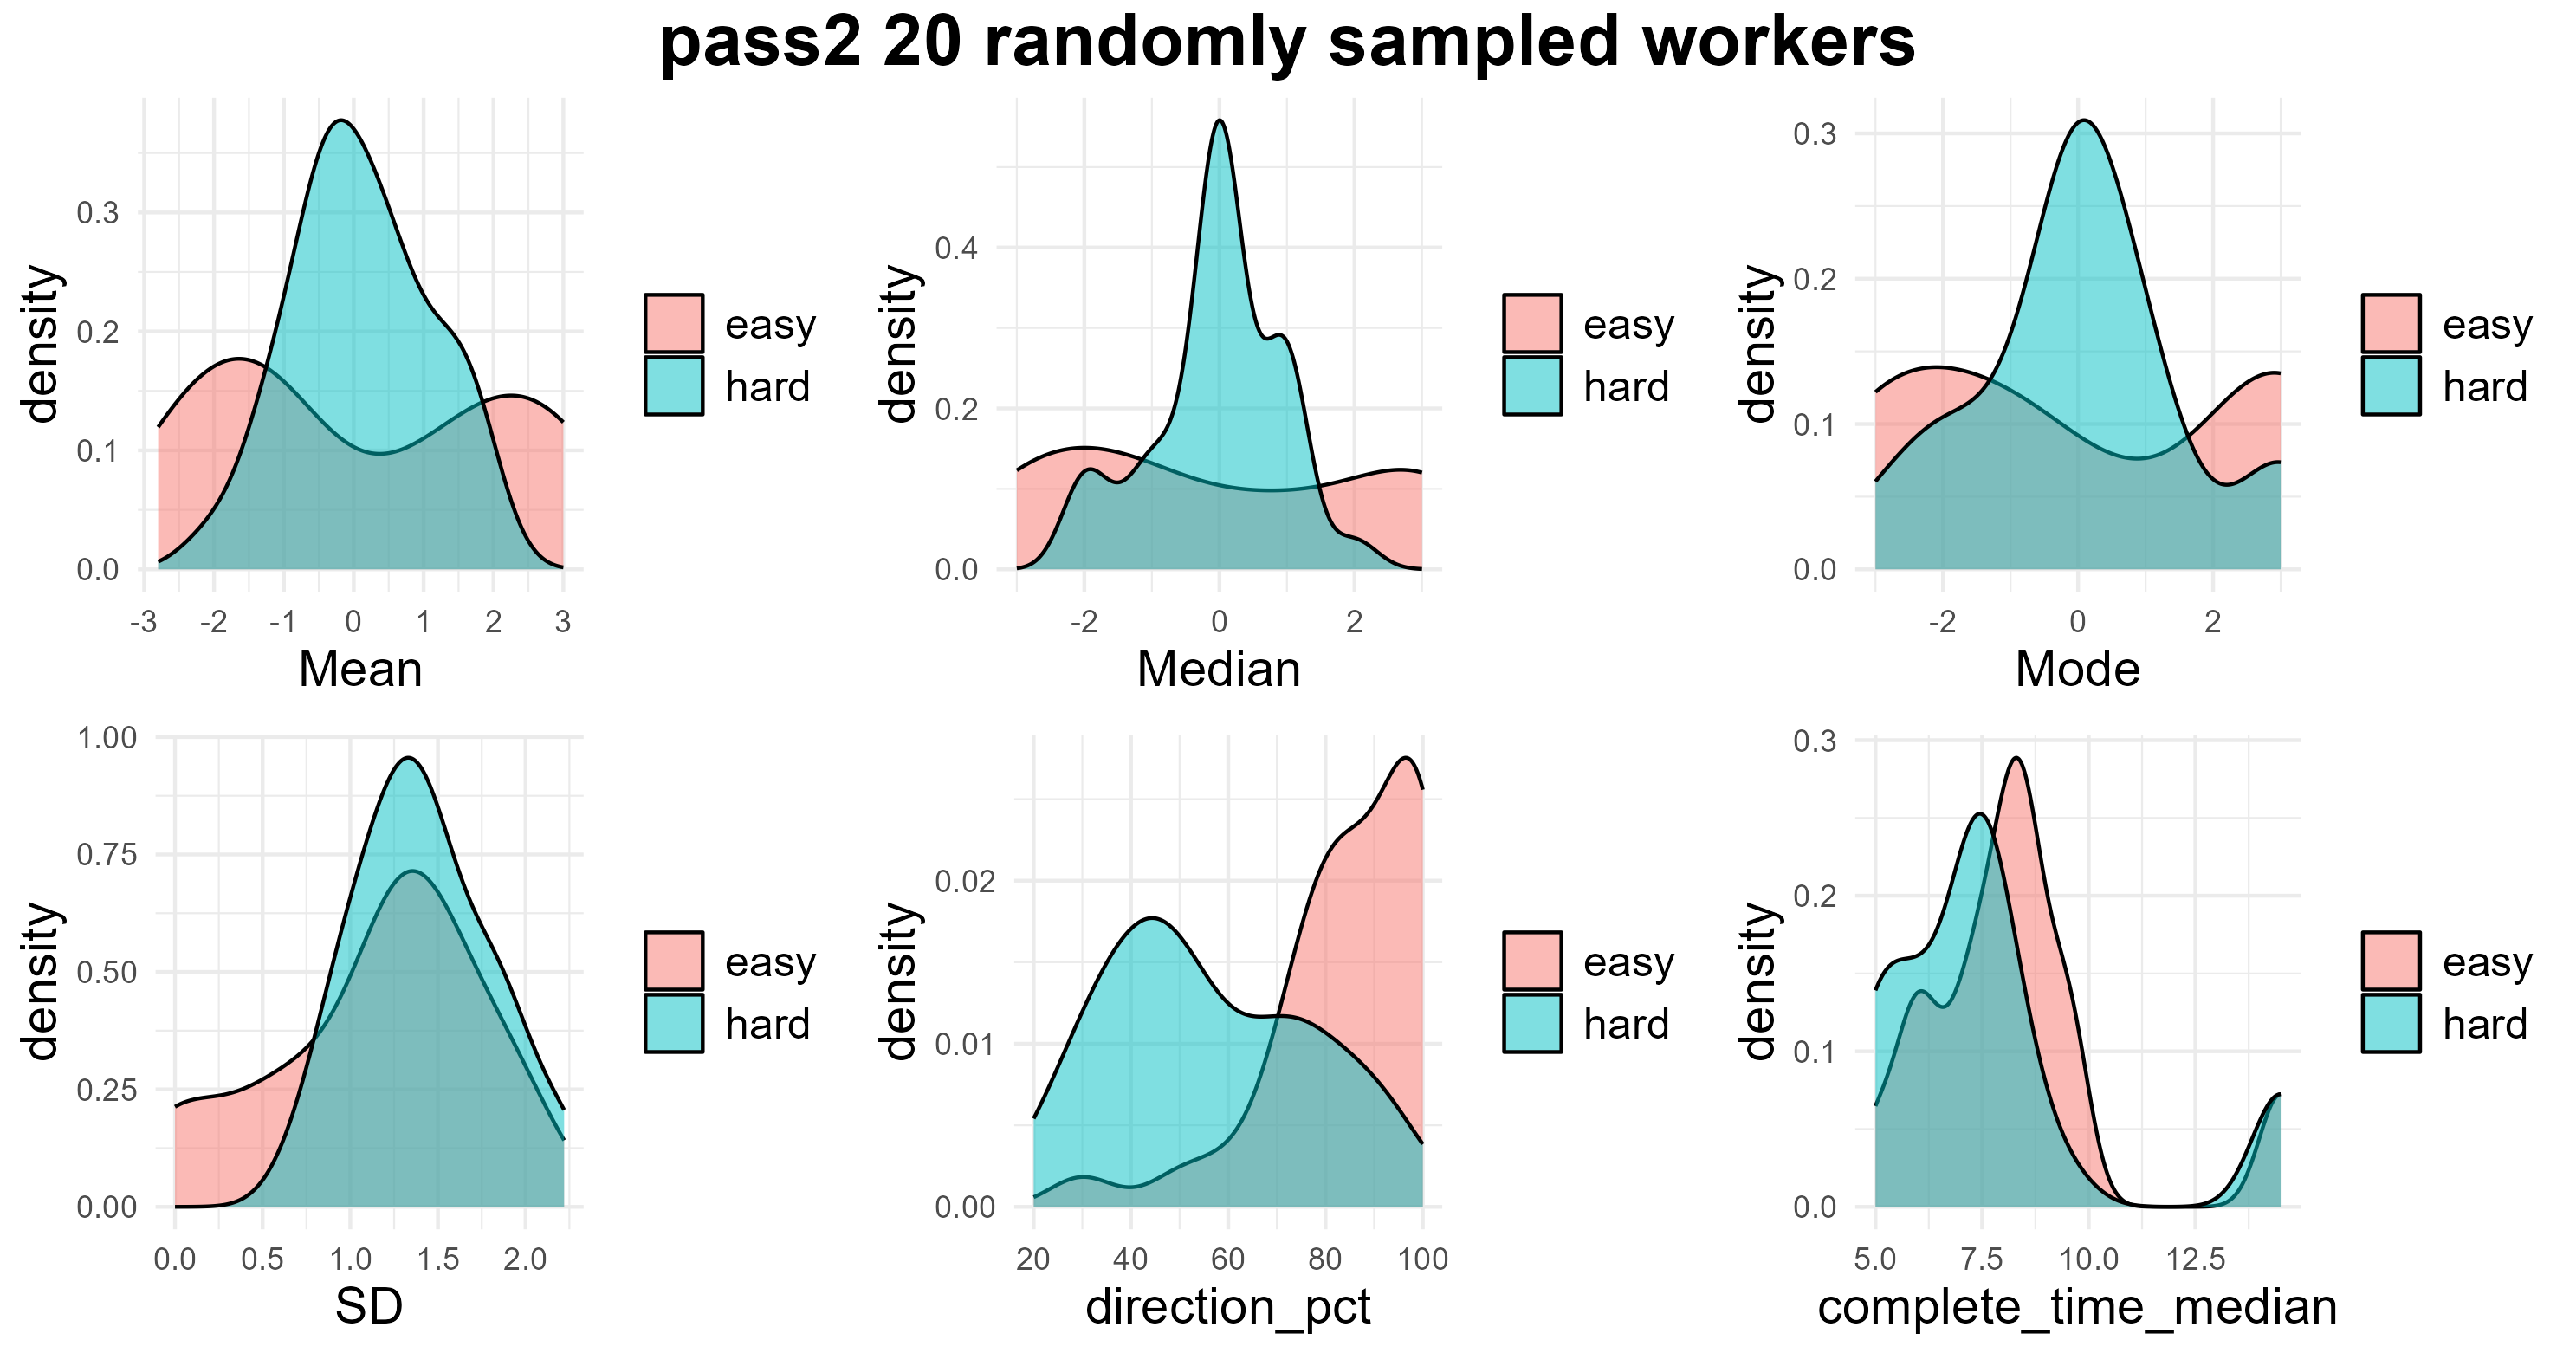 pass2 20 randomly sampled workers
density
0.3
0.2
0.1
0.0
-3 -2 -1 0 1 2 3
Mean
easy
hard
density
0.4
0.2
0.0
-2 0 2
Median
easy
hard
density
0.3
0.2
0.1
0.0
-2 0 2
Mode
easy
hard
density
1.00
0.75
0.50
0.25
0.00
0.0 0.5 1.0 1.5 2.0
SD
easy
hard
density
0.02
0.01
0.00
20 40 60 80 100
direction_pct
easy
hard
density
0.3
0.2
0.1
0.0
5.0 7.5 10.0 12.5
complete_time_median
easy
hard